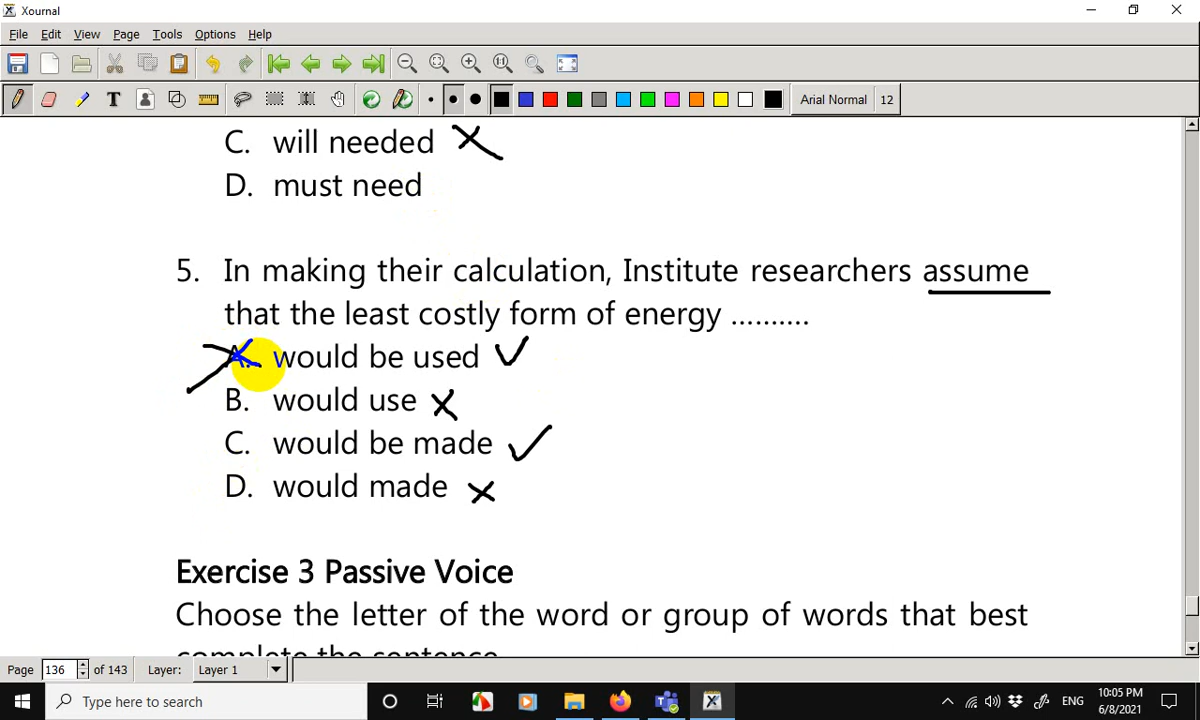 Xournal
File Edit View Page Tools Options Help
T Arial Normal 12
C. will needed
D. must need
5. In making their calculation, Institute researchers assume
that the least costly form of energy ..........
A. would be used
B. would use
C. would be made
D. would made
Exercise 3 Passive Voice
Choose the letter of the word or group of words that best
complete the sentence
Page 136 of 143 Layer: Layer 1
Type here to search
ENG
10:05 PM
6/8/2021